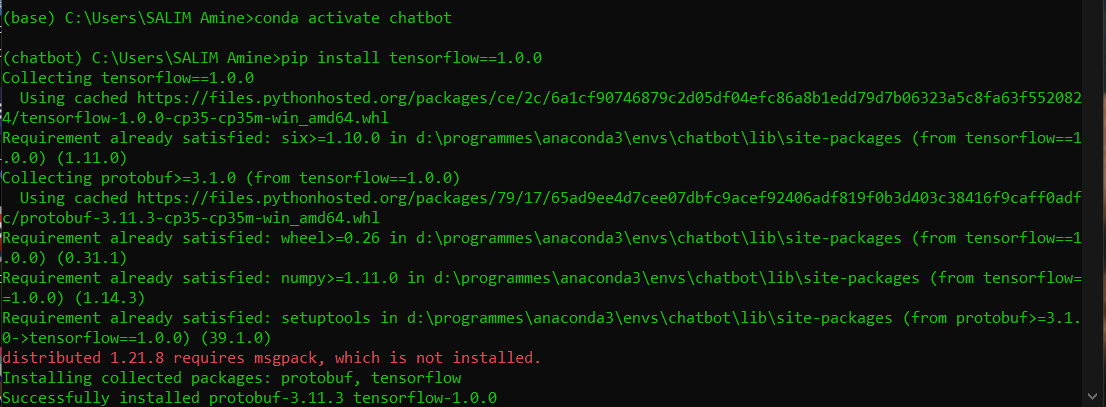 (base) C:\Users\SALIM Amine>conda activate chatbot
(chatbot) C:\Users\SALIM Amine>pip install tensorflow==1.0.0
Collecting tensorflow==1.0.0
  Using cached https://files.pythonhosted.org/packages/ce/2c/6a1cf90746879c2d05df04efc86a8b1edd79d7b06323a5c8fa63f552082
4/tensorflow-1.0.0-cp35-cp35m-win_amd64.whl
Requirement already satisfied: six>=1.10.0 in d:\programmes\anaconda3\envs\chatbot\lib\site-packages (from tensorflow==1
.0.0) (1.11.0)
Collecting protobuf>=3.1.0 (from tensorflow==1.0.0)
  Using cached https://files.pythonhosted.org/packages/79/17/65ad9ee4d7cee07dbfc9acef92406adf819f0b3d403c38416f9caff0adf
c/protobuf-3.11.3-cp35-cp35m-win_amd64.whl
Requirement already satisfied: wheel>=0.26 in d:\programmes\anaconda3\envs\chatbot\lib\site-packages (from tensorflow==1
.0.0) (0.31.1)
Requirement already satisfied: numpy>=1.11.0 in d:\programmes\anaconda3\envs\chatbot\lib\site-packages (from tensorflow=
=1.0.0) (1.14.3)
Requirement already satisfied: setuptools in d:\programmes\anaconda3\envs\chatbot\lib\site-packages (from protobuf>=3.1.
0->tensorflow==1.0.0) (39.1.0)
distributed 1.21.8 requires msgpack, which is not installed.
Installing collected packages: protobuf, tensorflow
Successfully installed protobuf-3.11.3 tensorflow-1.0.0